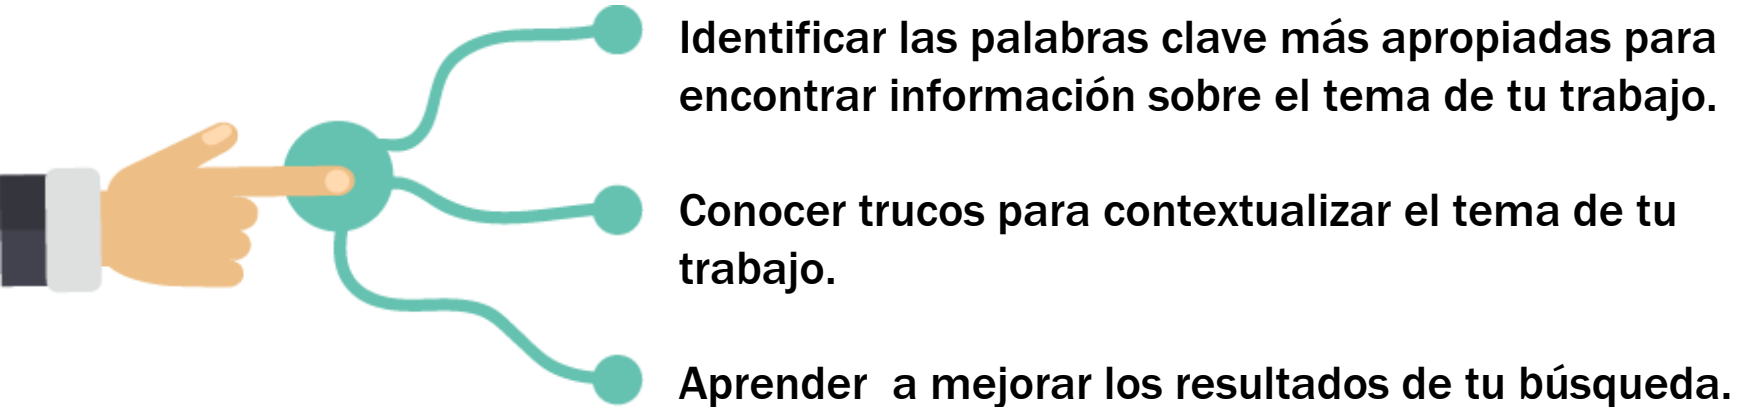 Identificar las palabras clave más apropiadas para
encontrar información sobre el tema de tu trabajo.
Conocer trucos para contextualizar el tema de tu
trabajo.
Aprender  a mejorar los resultados de tu búsqueda.